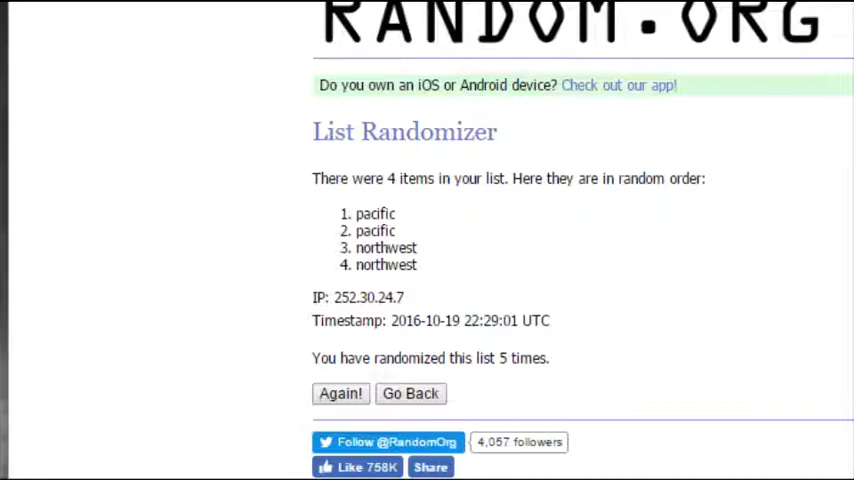 RANDOM.ORG
Do you own an iOS or Android device? Check out our app!
List Randomizer
There were 4 items in your list. Here they are in random order:
1. pacific
2. pacific
3. northwest
4. northwest
IP: 252.30.24.7
Timestamp: 2016-10-19 22:29:01 UTC
You have randomized this list 5 times.
Again! Go Back
Follow @RandomOrg 4,057 followers
Like 758K Share